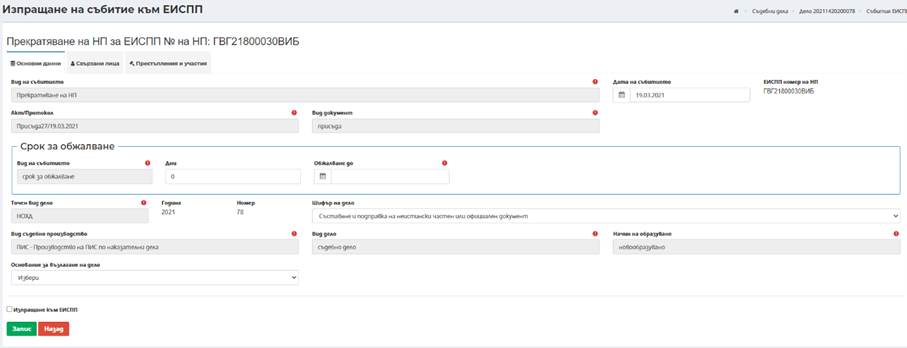 Изпращане на събитие към ЕИСПП
Съдебни дела Дело 20211420200078 Събития ЕИСПП
Прекратяване на НП за ЕИСПП № на НП: ГВГ21800030ВИБ
Основни данни Свързани лица Престъпления и участия
Вид на събитието Дата на събитието ЕИСПП номер на НП
Прекратяване на НП 19.03.2021 ГВГ21800030ВИБ
Акт/Протокол Вид документ
Присъда27/19.03.2021 присъда
Срок за обжалване
Вид на събитието Дни Обжалване до
срок за обжалване 0
Точен вид дело Година Номер Шифър на дело
НОХД 2021 78 Съставяне и подправка на неистински частен или официален документ
Вид съдебно производство Вид дело Начин на образуване
ПИС - Производство на ПИС по наказателни дела съдебно дело новообразувано
Основание за възлагане на дело
Избери
Изпращане към ЕИСПП
Запис Назад